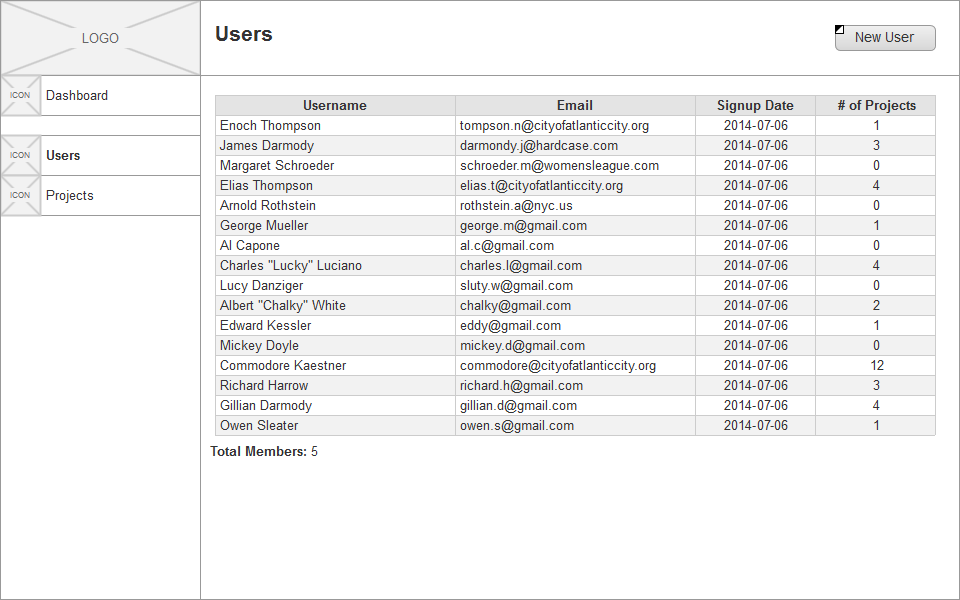 LOGO
Users
New User
ICON Dashboard
ICON Users
ICON Projects
Username Email Signup Date # of Projects
Enoch Thompson tompson.n@cityofatlanticcity.org 2014-07-06 1
James Darmody darmondy.j@hardcase.com 2014-07-06 3
Margaret Schroeder schroeder.m@womensleague.com 2014-07-06 0
Elias Thompson elias.t@cityofatlanticcity.org 2014-07-06 4
Arnold Rothstein rothstein.a@nyc.us 2014-07-06 0
George Mueller george.m@gmail.com 2014-07-06 1
Al Capone al.c@gmail.com 2014-07-06 0
Charles "Lucky" Luciano charles.l@gmail.com 2014-07-06 4
Lucy Danziger sluty.w@gmail.com 2014-07-06 0
Albert "Chalky" White chalky@gmail.com 2014-07-06 2
Edward Kessler eddy@gmail.com 2014-07-06 1
Mickey Doyle mickey.d@gmail.com 2014-07-06 0
Commodore Kaestner commodore@cityofatlanticcity.org 2014-07-06 12
Richard Harrow richard.h@gmail.com 2014-07-06 3
Gillian Darmody gillian.d@gmail.com 2014-07-06 4
Owen Sleater owen.s@gmail.com 2014-07-06 1
Total Members: 5